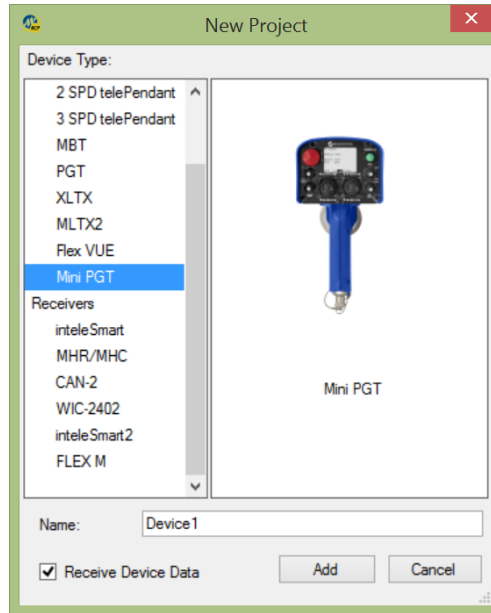 New Project
Device Type:
2 SPD telePendant
3 SPD telePendant
MBT
PGT
XLTX
MLTX2
Flex VUE
Mini PGT
Receivers
inteleSmart
MHR/MHC
CAN-2
WIC-2402
inteleSmart2
FLEX M
Mini PGT
Name: Device1
Receive Device Data Add Cancel